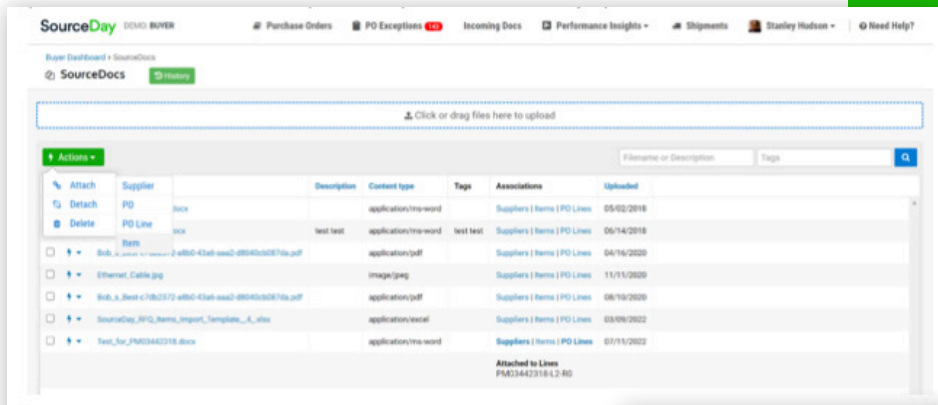 SourceDay DEMO BUYER Purchase Orders PO Exceptions 143 Incoming Docs Performance Insights Shipments Stanley Hudson Need Help?
Buyer Dashboard › SourceDocs
SourceDocs History
Click or drag files here to upload
Actions Filename or Description Tags
Attach Supplier Description Content type Tags Associations Uploaded
Detach PO .docx application/ms-word Suppliers | Items | PO Lines 05/02/2018
Delete PO Line test test application/ms-word test test Suppliers | Items | PO Lines 06/14/2018
Item
application/pdf Suppliers | Items | PO Lines 04/16/2020
Ethernet_Cable.jpg image/jpeg Suppliers | Items | PO Lines 11/11/2020
application/pdf Suppliers | Items | PO Lines 08/10/2020
SourceDay_RFQ_Items_Import_Template__4_.xlsx application/excel Suppliers | Items | PO Lines 03/09/2022
Test_for_PM03442318.docx application/ms-word Suppliers | Items | PO Lines 07/11/2022
Attached to Lines
PM03442318-L2-R0